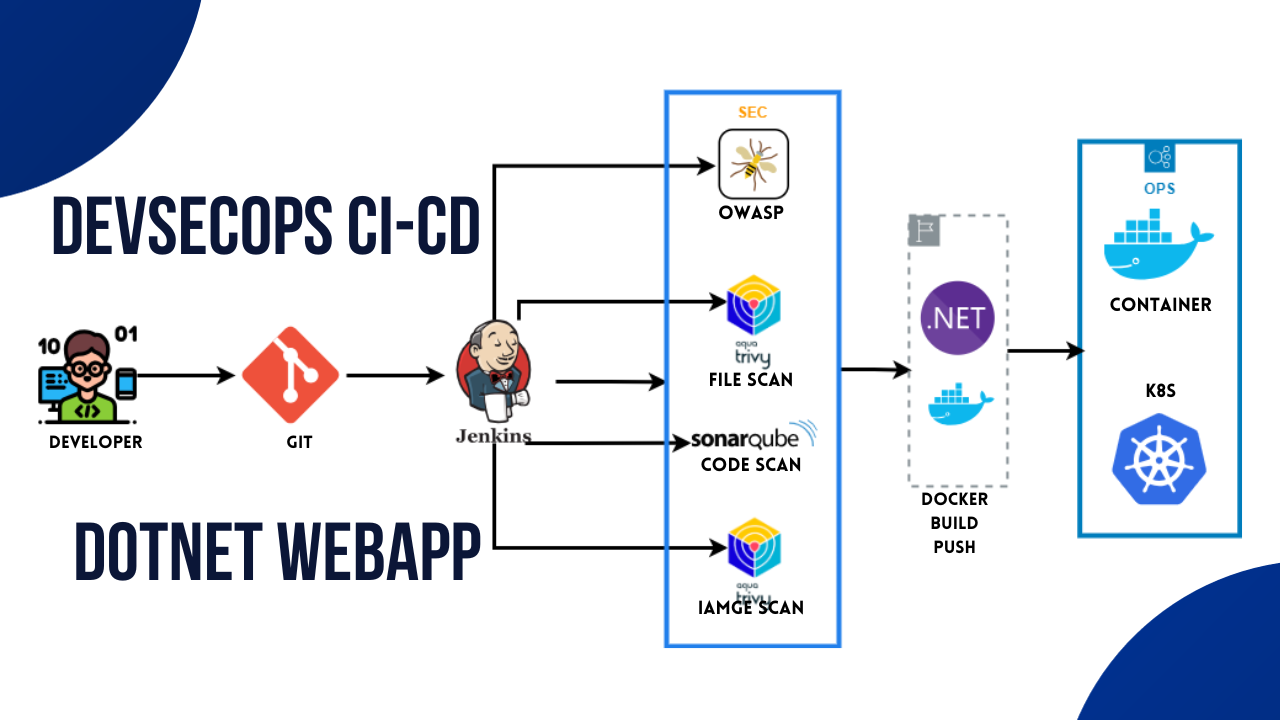 DEVSECOPS CI-CD
DOTNET WEBAPP
10 01
</>
DEVELOPER
GIT
Jenkins
SEC
OWASP
aqua
trivy
FILE SCAN
sonarqube
CODE SCAN
aqua
trivy
IAMGE SCAN
.NET
DOCKER
BUILD
PUSH
OPS
CONTAINER
K8S